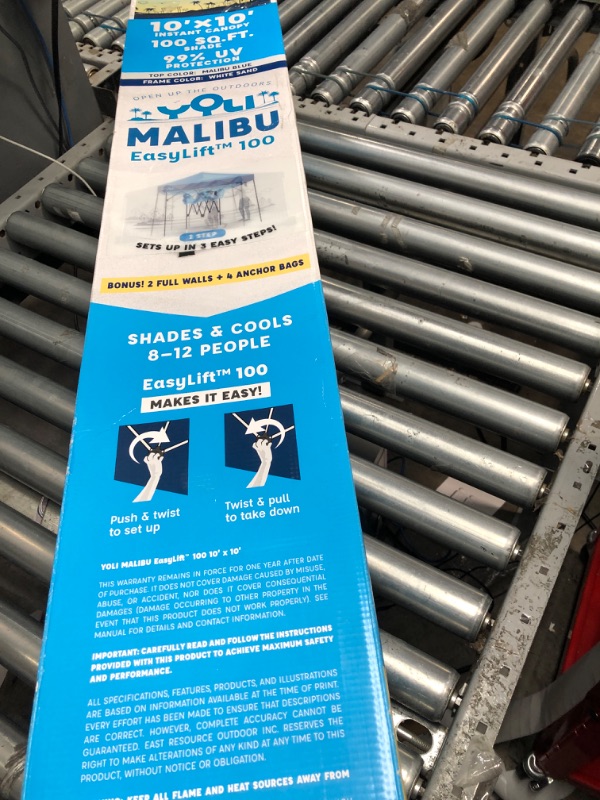 10'X10'
INSTANT CANOPY
100 SQ.FT.
SHADE
99% UV
PROTECTION
TOP COLOR: MALIBU BLUE
FRAME COLOR: WHITE SAND
OPEN UP THE OUTDOORS
YOLI
MALIBU
EasyLift™ 100
2 STEP
SETS UP IN 3 EASY STEPS!
BONUS! 2 FULL WALLS + 4 ANCHOR BAGS
SHADES & COOLS
8–12 PEOPLE
EasyLift™ 100
MAKES IT EASY!
Push & twist
to set up
Twist & pull
to take down
YOLI MALIBU EasyLift™ 100 10' x 10'
THIS WARRANTY REMAINS IN FORCE FOR ONE YEAR AFTER DATE
OF PURCHASE. IT DOES NOT COVER DAMAGE CAUSED BY MISUSE,
ABUSE, OR ACCIDENT, NOR DOES IT COVER CONSEQUENTIAL
DAMAGES (DAMAGE OCCURRING TO OTHER PROPERTY IN THE
EVENT THAT THIS PRODUCT DOES NOT WORK PROPERLY). SEE
MANUAL FOR DETAILS AND CONTACT INFORMATION.
IMPORTANT: CAREFULLY READ AND FOLLOW THE INSTRUCTIONS
PROVIDED WITH THIS PRODUCT TO ACHIEVE MAXIMUM SAFETY
AND PERFORMANCE.
ALL SPECIFICATIONS, FEATURES, PRODUCTS, AND ILLUSTRATIONS
ARE BASED ON INFORMATION AVAILABLE AT THE TIME OF PRINT.
EVERY EFFORT HAS BEEN MADE TO ENSURE THAT DESCRIPTIONS
ARE CORRECT. HOWEVER, COMPLETE ACCURACY CANNOT BE
GUARANTEED. EAST RESOURCE OUTDOOR INC. RESERVES THE
RIGHT TO MAKE ALTERATIONS OF ANY KIND AT ANY TIME TO THIS
PRODUCT, WITHOUT NOTICE OR OBLIGATION.
KEEP ALL FLAME AND HEAT SOURCES AWAY FROM